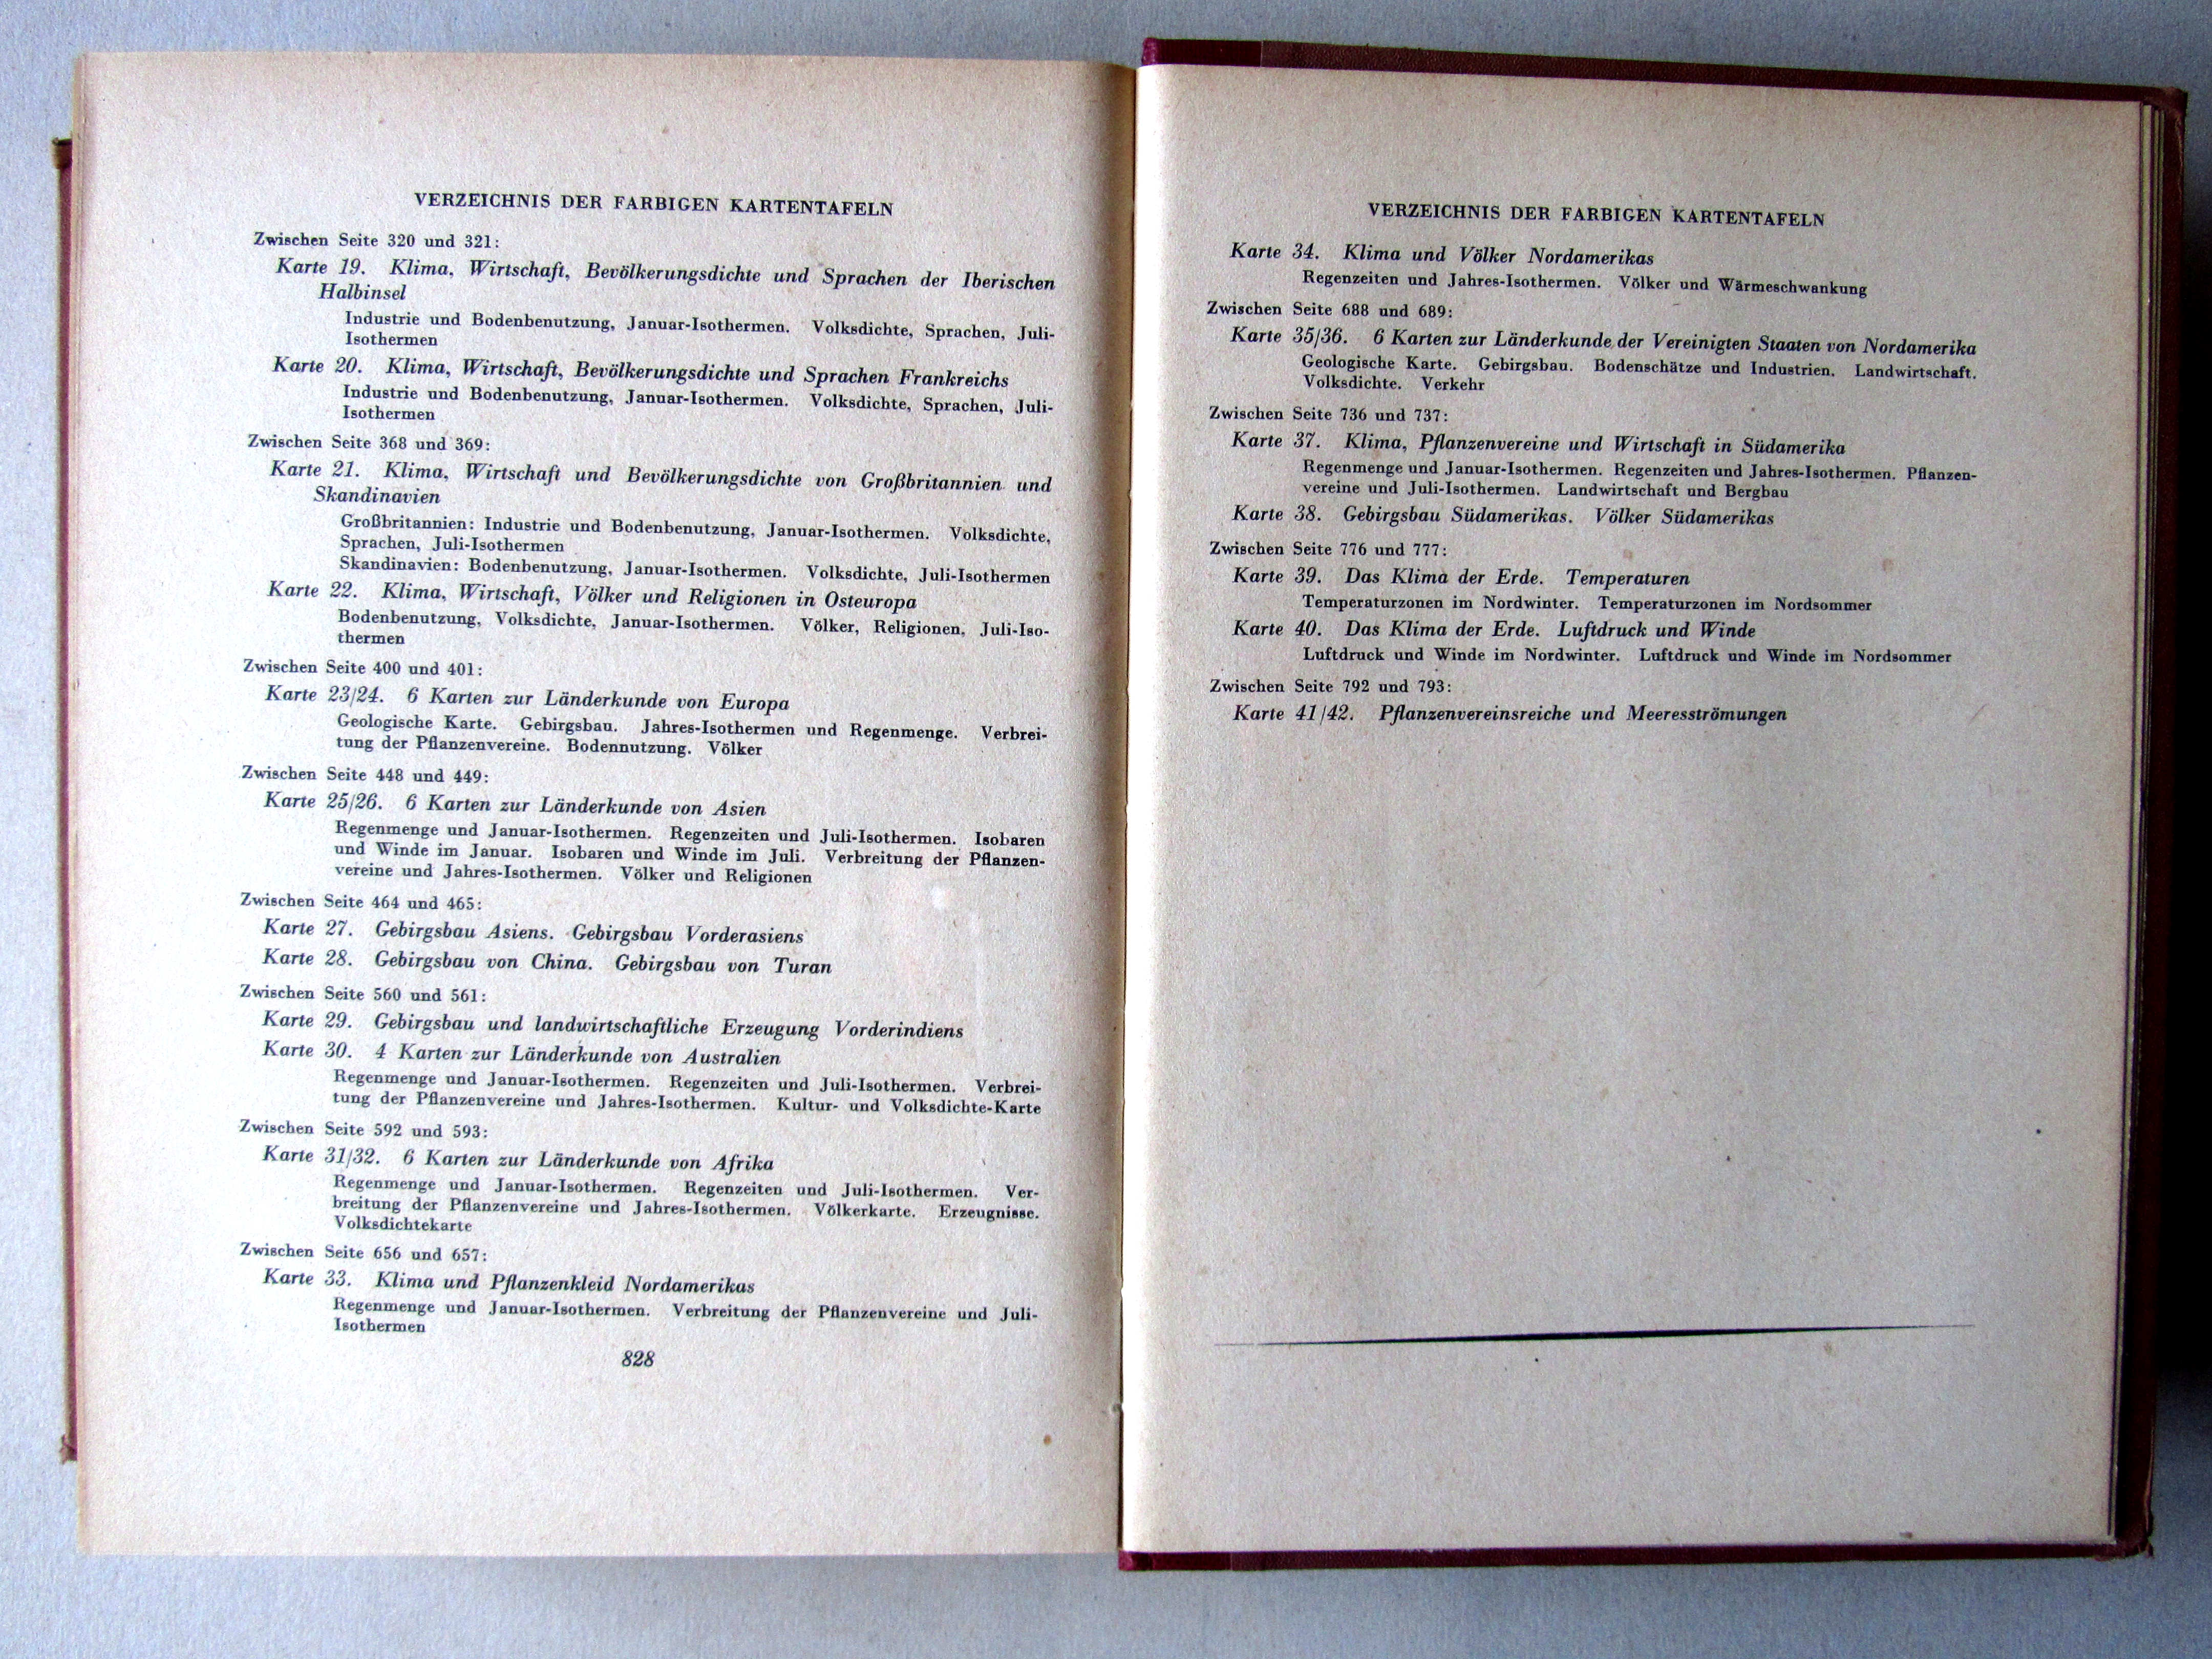 VERZEICHNIS DER FARBIGEN KARTENTAFELN
Zwischen Seite 320 und 321:
Karte 19. Klima, Wirtschaft, Bevölkerungsdichte und Sprachen der Iberischen
Halbinsel
Industrie und Bodenbenutzung, Januar-Isothermen. Volksdichte, Sprachen, Juli-
Isothermen
Karte 20. Klima, Wirtschaft, Bevölkerungsdichte und Sprachen Frankreichs
Industrie und Bodenbenutzung, Januar-Isothermen. Volksdichte, Sprachen, Juli-
Isothermen
Zwischen Seite 368 und 369:
Karte 21. Klima, Wirtschaft und Bevölkerungsdichte von Großbritannien und
Skandinavien
Großbritannien: Industrie und Bodenbenutzung, Januar-Isothermen. Volksdichte,
Sprachen, Juli-Isothermen
Skandinavien: Bodenbenutzung, Januar-Isothermen. Volksdichte, Juli-Isothermen
Karte 22. Klima, Wirtschaft, Völker und Religionen in Osteuropa
Bodenbenutzung, Volksdichte, Januar-Isothermen. Völker, Religionen, Juli-Iso-
thermen
Zwischen Seite 400 und 401:
Karte 23/24. 6 Karten zur Länderkunde von Europa
Geologische Karte. Gebirgsbau. Jahres-Isothermen und Regenmenge. Verbrei-
tung der Pflanzenvereine. Bodennutzung. Völker
Zwischen Seite 448 und 449:
Karte 25/26. 6 Karten zur Länderkunde von Asien
Regenmenge und Januar-Isothermen. Regenzeiten und Juli-Isothermen. Isobaren
und Winde im Januar. Isobaren und Winde im Juli. Verbreitung der Pflanzen-
vereine und Jahres-Isothermen. Völker und Religionen
Zwischen Seite 464 und 465:
Karte 27. Gebirgsbau Asiens. Gebirgsbau Vorderasiens
Karte 28. Gebirgsbau von China. Gebirgsbau von Turan
Zwischen Seite 560 und 561:
Karte 29. Gebirgsbau und landwirtschaftliche Erzeugung Vorderindiens
Karte 30. 4 Karten zur Länderkunde von Australien
Regenmenge und Januar-Isothermen. Regenzeiten und Juli-Isothermen. Verbrei-
tung der Pflanzenvereine und Jahres-Isothermen. Kultur- und Volksdichte-Karte
Zwischen Seite 592 und 593:
Karte 31/32. 6 Karten zur Länderkunde von Afrika
Regenmenge und Januar-Isothermen. Regenzeiten und Juli-Isothermen. Ver-
breitung der Pflanzenvereine und Jahres-Isothermen. Völkerkarte. Erzeugnisse.
Volksdichtekarte
Zwischen Seite 656 und 657:
Karte 33. Klima und Pflanzenkleid Nordamerikas
Regenmenge und Januar-Isothermen. Verbreitung der Pflanzenvereine und Juli-
Isothermen
828
VERZEICHNIS DER FARBIGEN KARTENTAFELN
Karte 34. Klima und Völker Nordamerikas
Regenzeiten und Jahres-Isothermen. Völker und Wärmeschwankung
Zwischen Seite 688 und 689:
Karte 35/36. 6 Karten zur Länderkunde der Vereinigten Staaten von Nordamerika
Geologische Karte. Gebirgsbau. Bodenschätze und Industrien. Landwirtschaft.
Volksdichte. Verkehr
Zwischen Seite 736 und 737:
Karte 37. Klima, Pflanzenvereine und Wirtschaft in Südamerika
Regenmenge und Januar-Isothermen. Regenzeiten und Jahres-Isothermen. Pflanzen-
vereine und Juli-Isothermen. Landwirtschaft und Bergbau
Karte 38. Gebirgsbau Südamerikas. Völker Südamerikas
Zwischen Seite 776 und 777:
Karte 39. Das Klima der Erde. Temperaturen
Temperaturzonen im Nordwinter. Temperaturzonen im Nordsommer
Karte 40. Das Klima der Erde. Luftdruck und Winde
Luftdruck und Winde im Nordwinter. Luftdruck und Winde im Nordsommer
Zwischen Seite 792 und 793:
Karte 41/42. Pflanzenvereinsreiche und Meeresströmungen